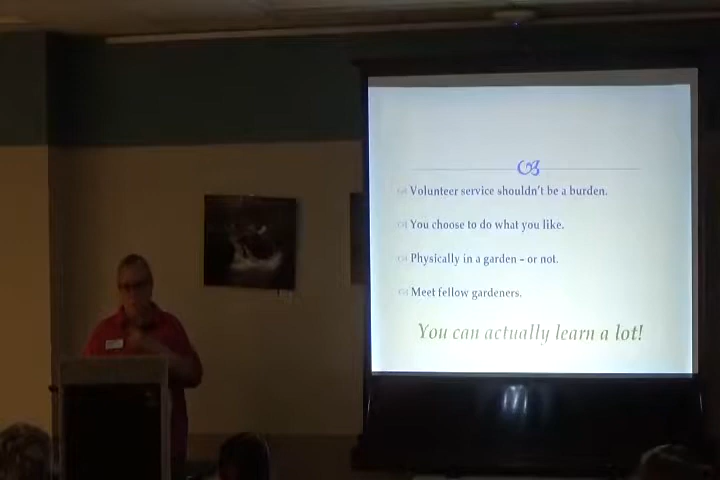 Volunteer service shouldn't be a burden.
You choose to do what you like.
Physically in a garden – or not.
Meet fellow gardeners.
You can actually learn a lot!